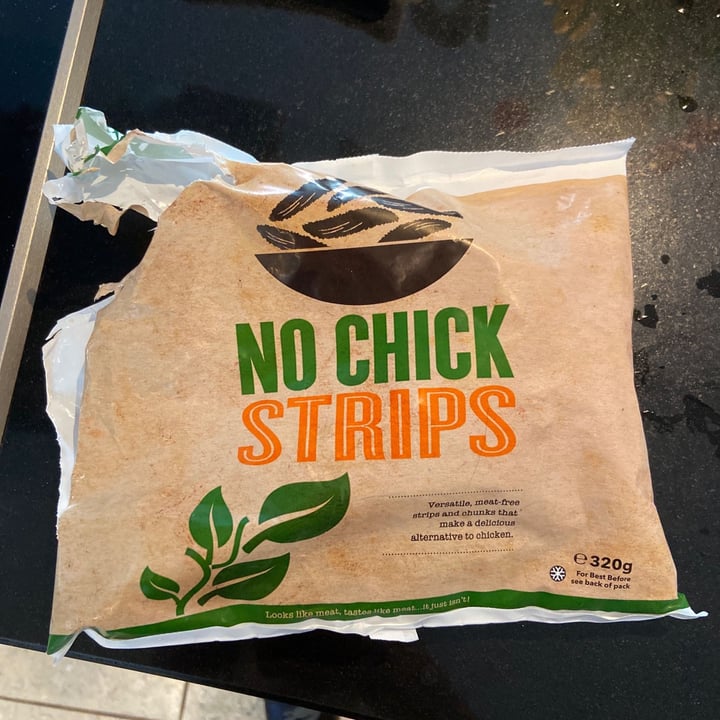 NO CHICK
STRIPS
Versatile, meat-free
strips and chunks that
make a delicious
alternative to chicken.
℮ 320g
For Best Before
see back of pack
Looks like meat, tastes like meat...it just isn't!